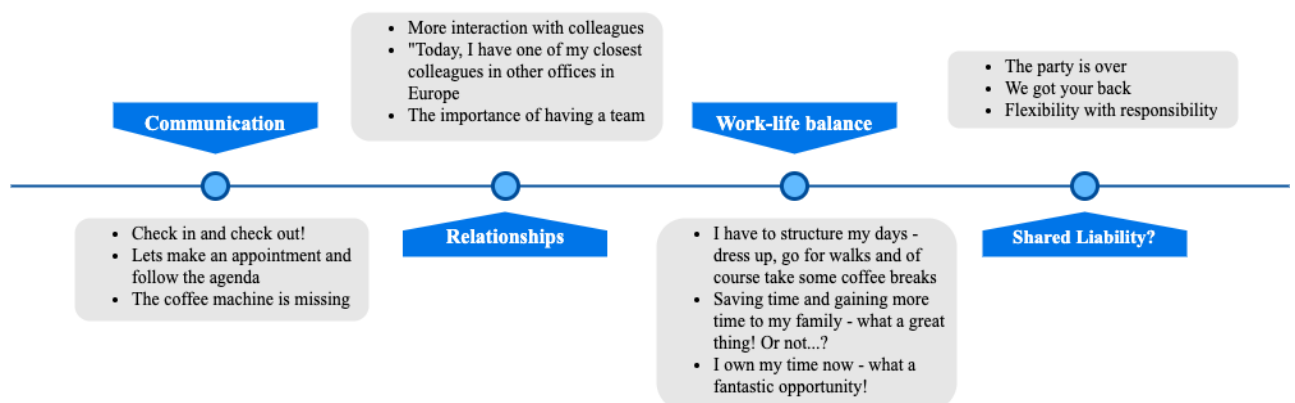 Communication
• Check in and check out!
• Lets make an appointment and
follow the agenda
• The coffee machine is missing
• More interaction with colleagues
• "Today, I have one of my closest
colleagues in other offices in
Europe
• The importance of having a team
Relationships
Work-life balance
• I have to structure my days -
dress up, go for walks and of
course take some coffee breaks
• Saving time and gaining more
time to my family - what a great
thing! Or not...?
• I own my time now - what a
fantastic opportunity!
• The party is over
• We got your back
• Flexibility with responsibility
Shared Liability?